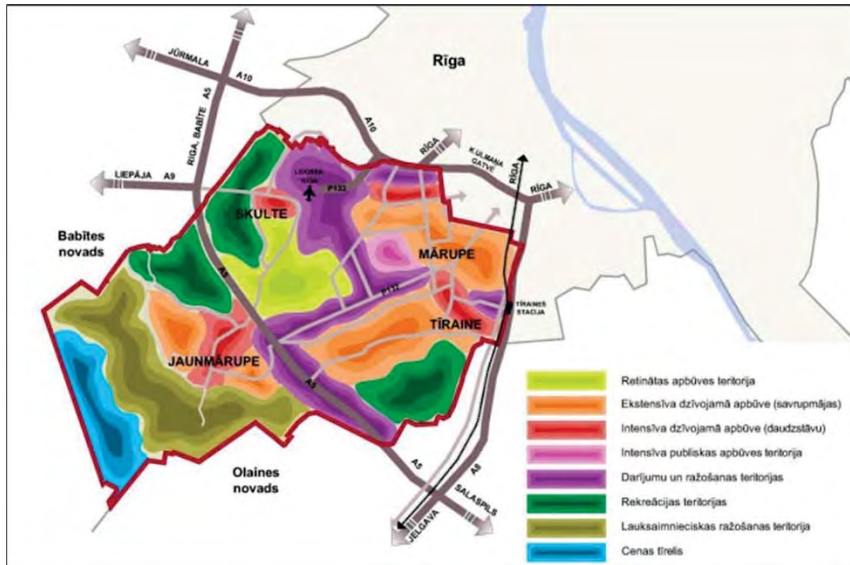 Rīga
JŪRMALA
A10
A5
RIGA, BABĪTE
A10
RĪGA
K.ULMAŅA
GATVE
RĪGA
RĪGA
LIEPĀJA
A9
LIDOSTA
RĪGA
P133
SKULTE
Babītes
novads
MĀRUPE
A5
P132
TĪRAINES
STACIJA
TĪRAINE
JAUNMĀRUPE
A5
Olaines
novads
A5
A8
SALASPILS
JELGAVA
Retinātas apbūves teritorija
Ekstensīva dzīvojamā apbūve (savrupmājas)
Intensīva dzīvojamā apbūve (daudzstāvu)
Intensīva publiskas apbūves teritorija
Darījumu un ražošanas teritorijas
Rekreācijas teritorijas
Lauksaimnieciskas ražošanas teritorija
Cenas tīrelis